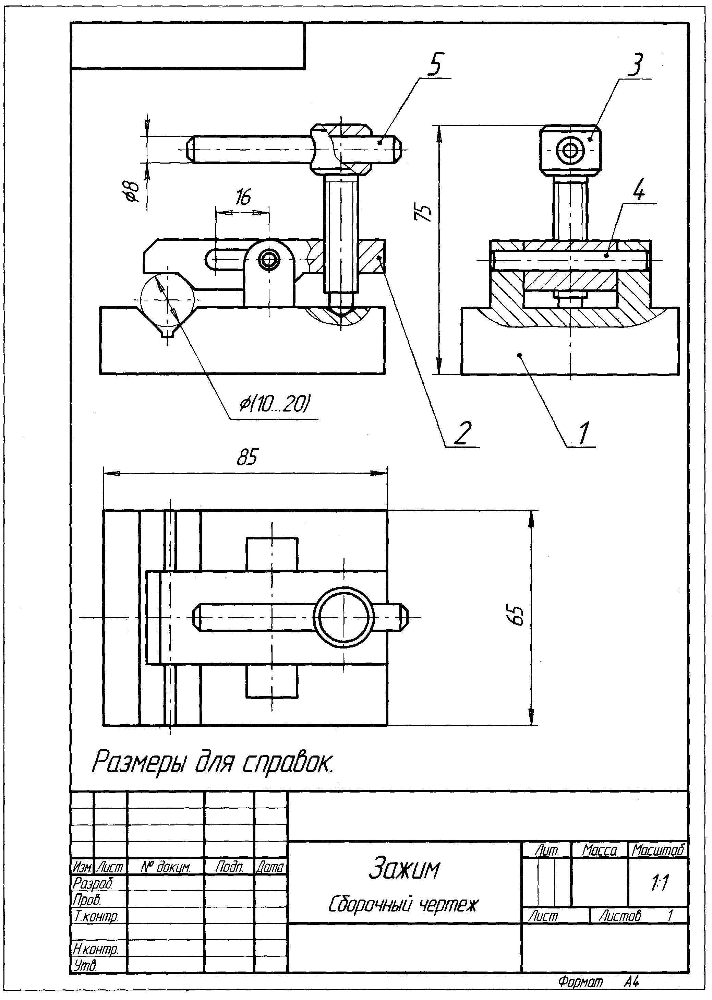 5
3
⌀8
16
75
4
⌀(10...20)
2
1
85
65
Размеры для справок.
Изм. Лист № докум. Подп. Дата
Разраб.
Пров.
Т.контр.
Н.контр.
Утв.
Зажим
Сборочный чертеж
Лит. Масса Масштаб
1:1
Лист Листов 1
Формат А4